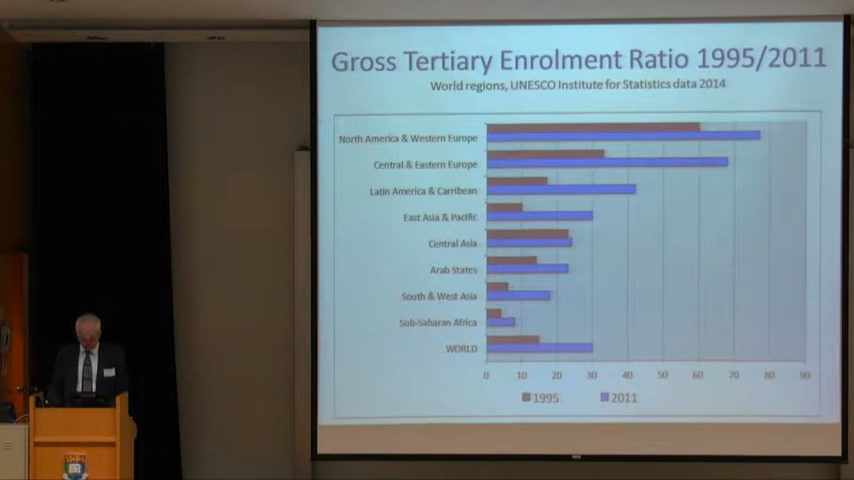 Gross Tertiary Enrolment Ratio 1995/2011
World regions, UNESCO Institute for Statistics data 2014
North America & Western Europe
Central & Eastern Europe
Latin America & Carribean
East Asia & Pacific
Central Asia
Arab States
South & West Asia
Sub-Saharan Africa
WORLD
0 10 20 30 40 50 60 70 80 90
1995 2011